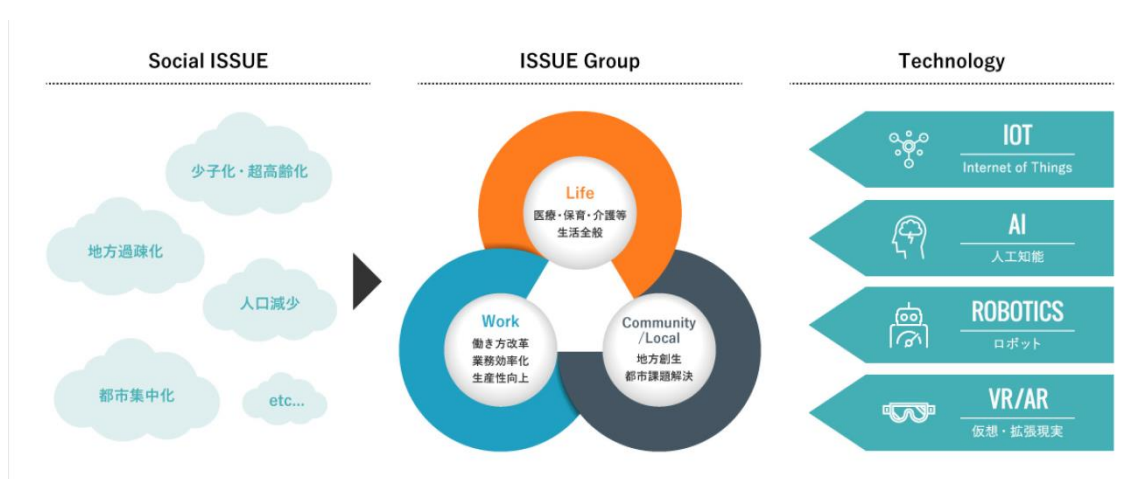 Social ISSUE
少子化・超高齢化
地方過疎化
人口減少
都市集中化
etc...
ISSUE Group
Life
医療・保育・介護等
生活全般
Work
働き方改革
業務効率化
生産性向上
Community
/Local
地方創生
都市課題解決
Technology
IOT
Internet of Things
AI
人工知能
ROBOTICS
ロボット
VR/AR
仮想・拡張現実